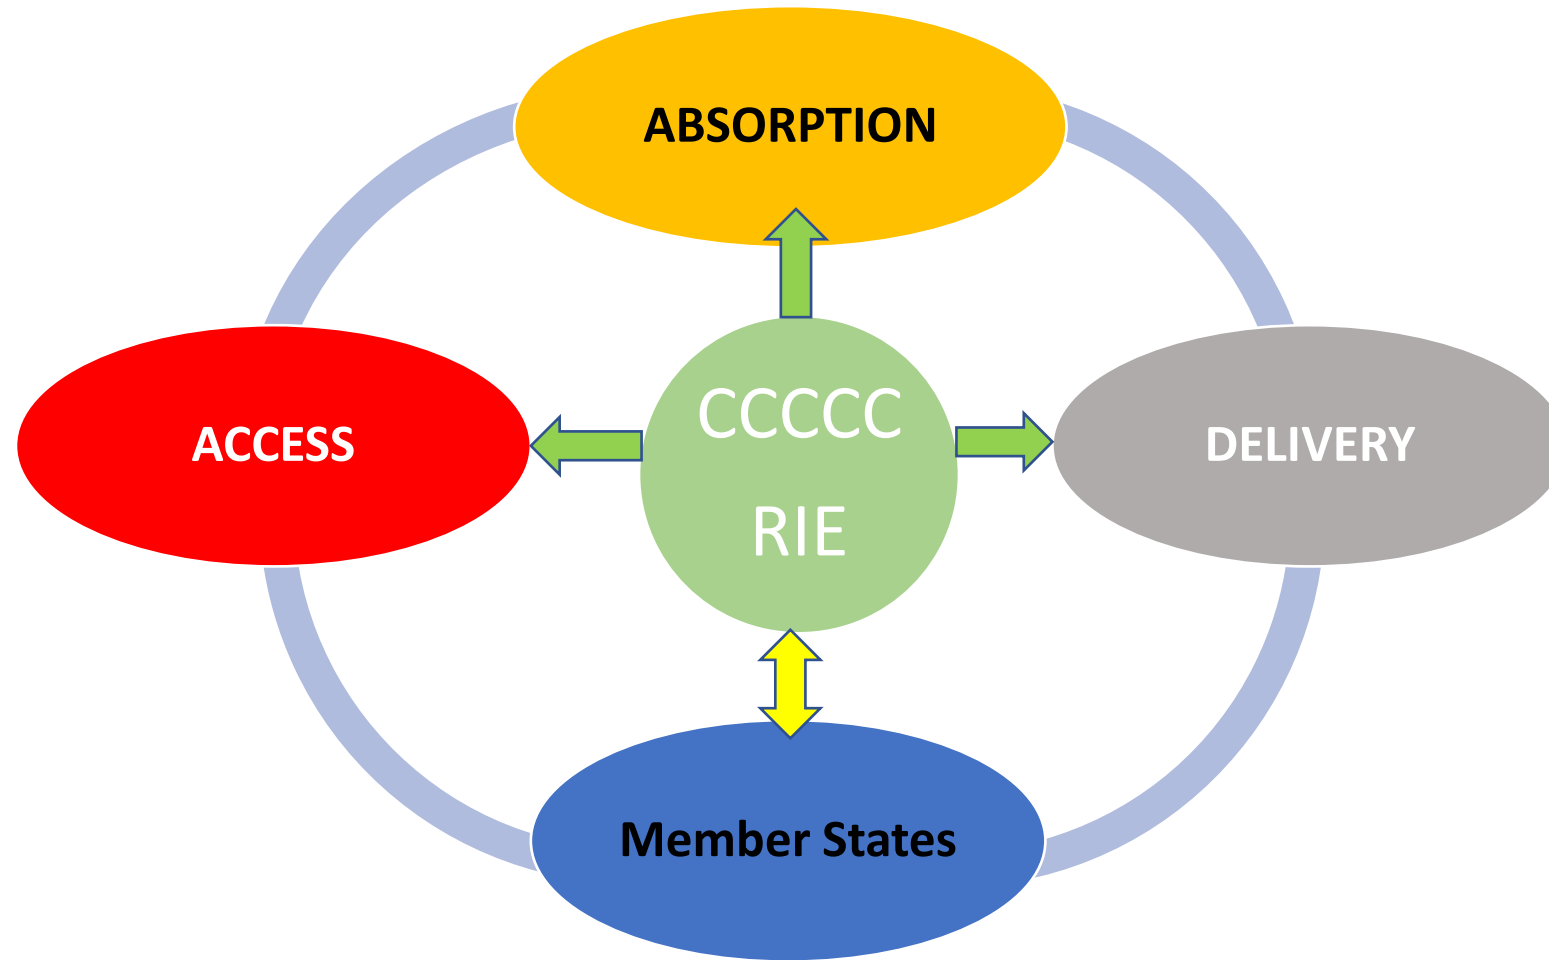 ABSORPTION
ACCESS
CCCCC
RIE
DELIVERY
Member States